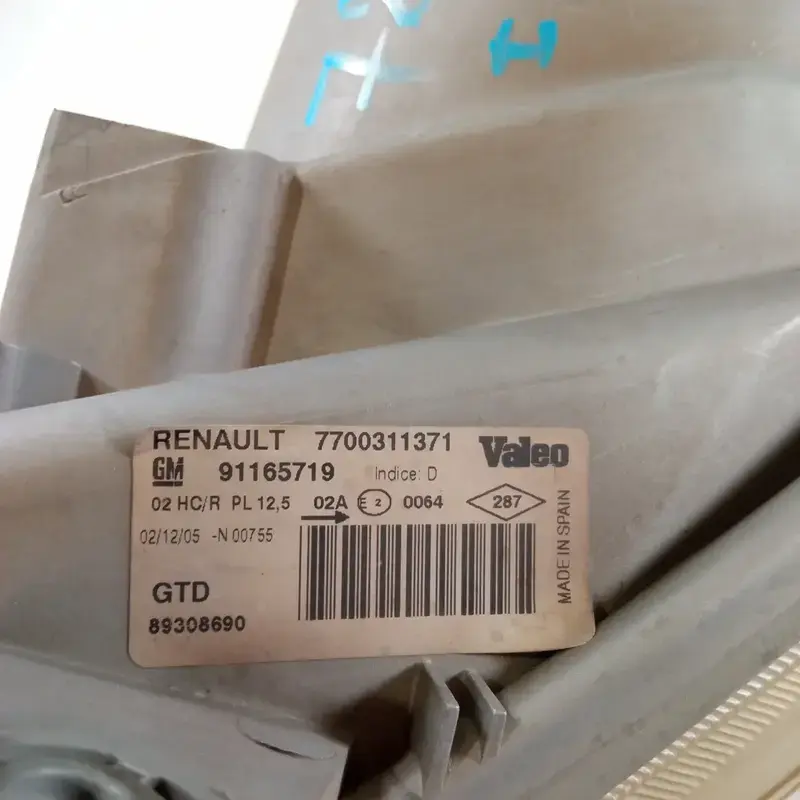 H
RENAULT 7700311371 Valeo
GM 91165719 Indice: D
02 HC/R PL 12,5 02A E2 0064 287
02/12/05 -N 00755
GTD
89308690
MADE IN SPAIN